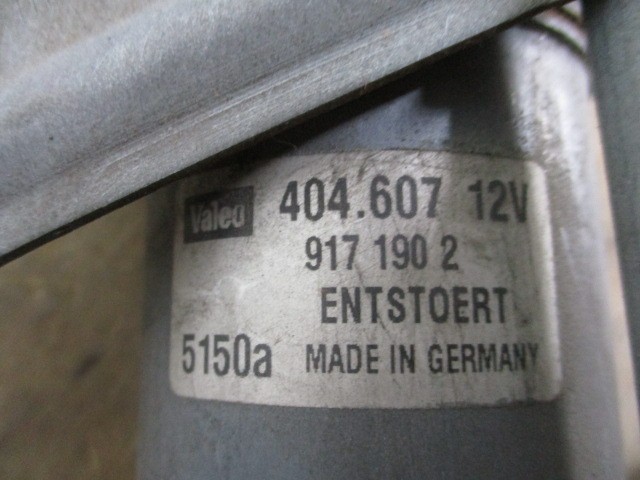 Valeo 404.607 12V
917 190 2
ENTSTOERT
5150a MADE IN GERMANY